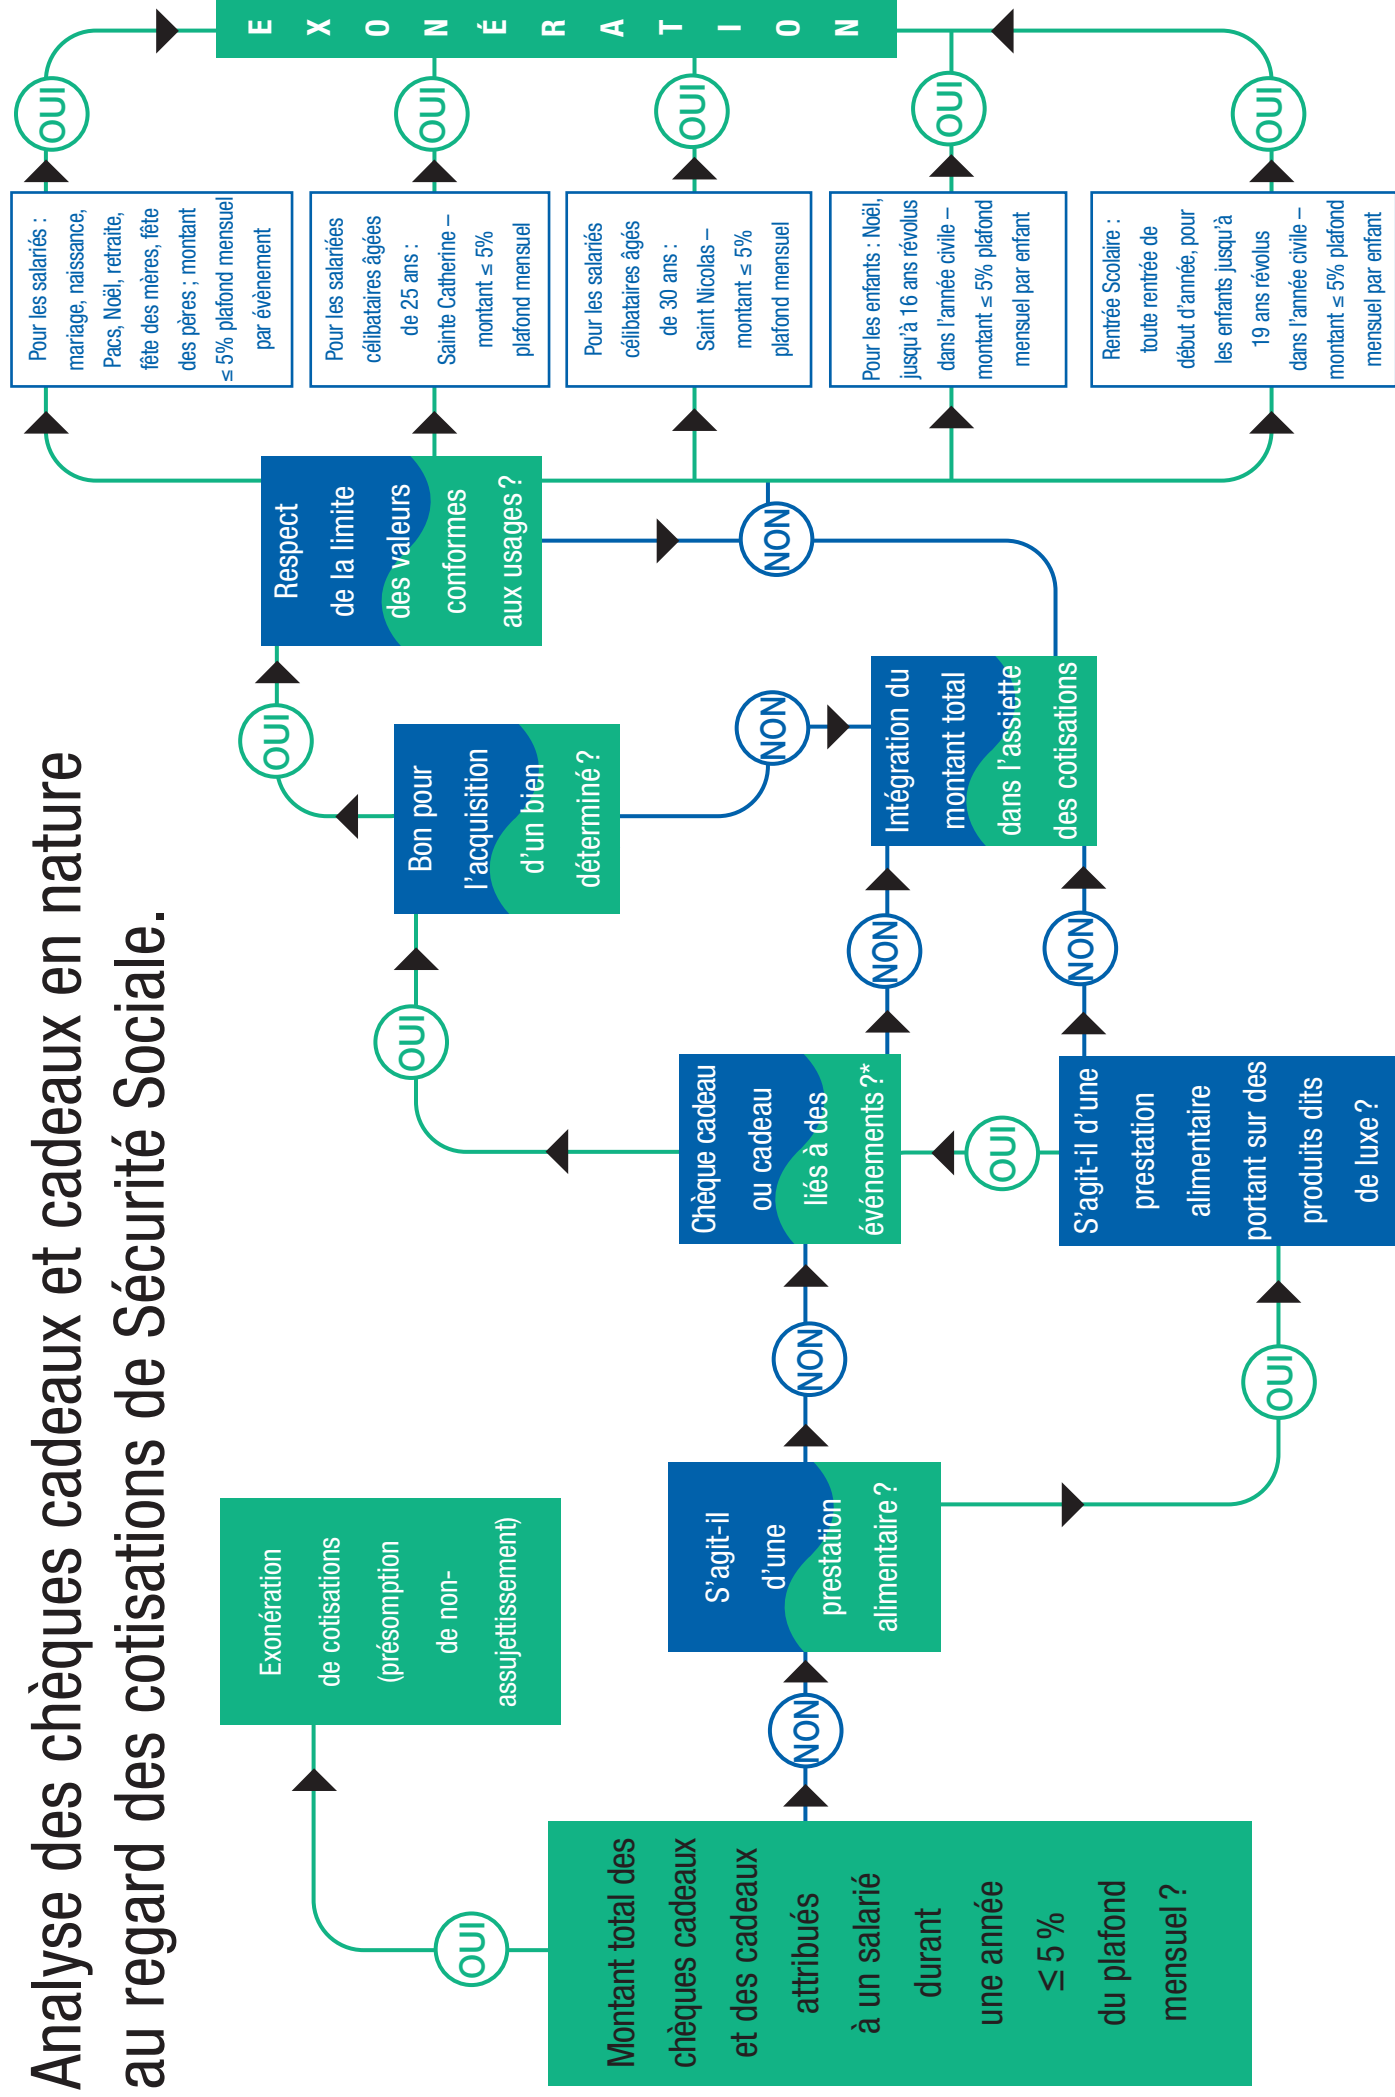 Analyse des chèques cadeaux et cadeaux en nature
au regard des cotisations de Sécurité Sociale.
Montant total des
chèques cadeaux
et des cadeaux
attribués
à un salarié
durant
une année
≤ 5 %
du plafond
mensuel ?
OUI
Exonération
de cotisations
(présomption
de non-
assujettissement)
NON
S’agit-il
d’une
prestation
alimentaire ?
NON
OUI
Chèque cadeau
ou cadeau
liés à des
événements ?*
S’agit-il d’une
prestation
alimentaire
portant sur des
produits dits
de luxe ?
OUI
OUI
NON
NON
Bon pour
l’acquisition
d’un bien
déterminé ?
Intégration du
montant total
dans l’assiette
des cotisations
OUI
NON
Respect
de la limite
des valeurs
conformes
aux usages ?
NON
Pour les salariés :
mariage, naissance,
Pacs, Noël, retraite,
fête des mères, fête
des pères ; montant
≤ 5% plafond mensuel
par évènement
Pour les salariées
célibataires âgées
de 25 ans :
Sainte Catherine –
montant ≤ 5%
plafond mensuel
Pour les salariés
célibataires âgés
de 30 ans :
Saint Nicolas –
montant ≤ 5%
plafond mensuel
Pour les enfants : Noël,
jusqu’à 16 ans révolus
dans l’année civile –
montant ≤ 5% plafond
mensuel par enfant
Rentrée Scolaire :
toute rentrée de
début d’année, pour
les enfants jusqu’à
19 ans révolus
dans l’année civile –
montant ≤ 5% plafond
mensuel par enfant
OUI
OUI
OUI
OUI
OUI
EXONÉRATION